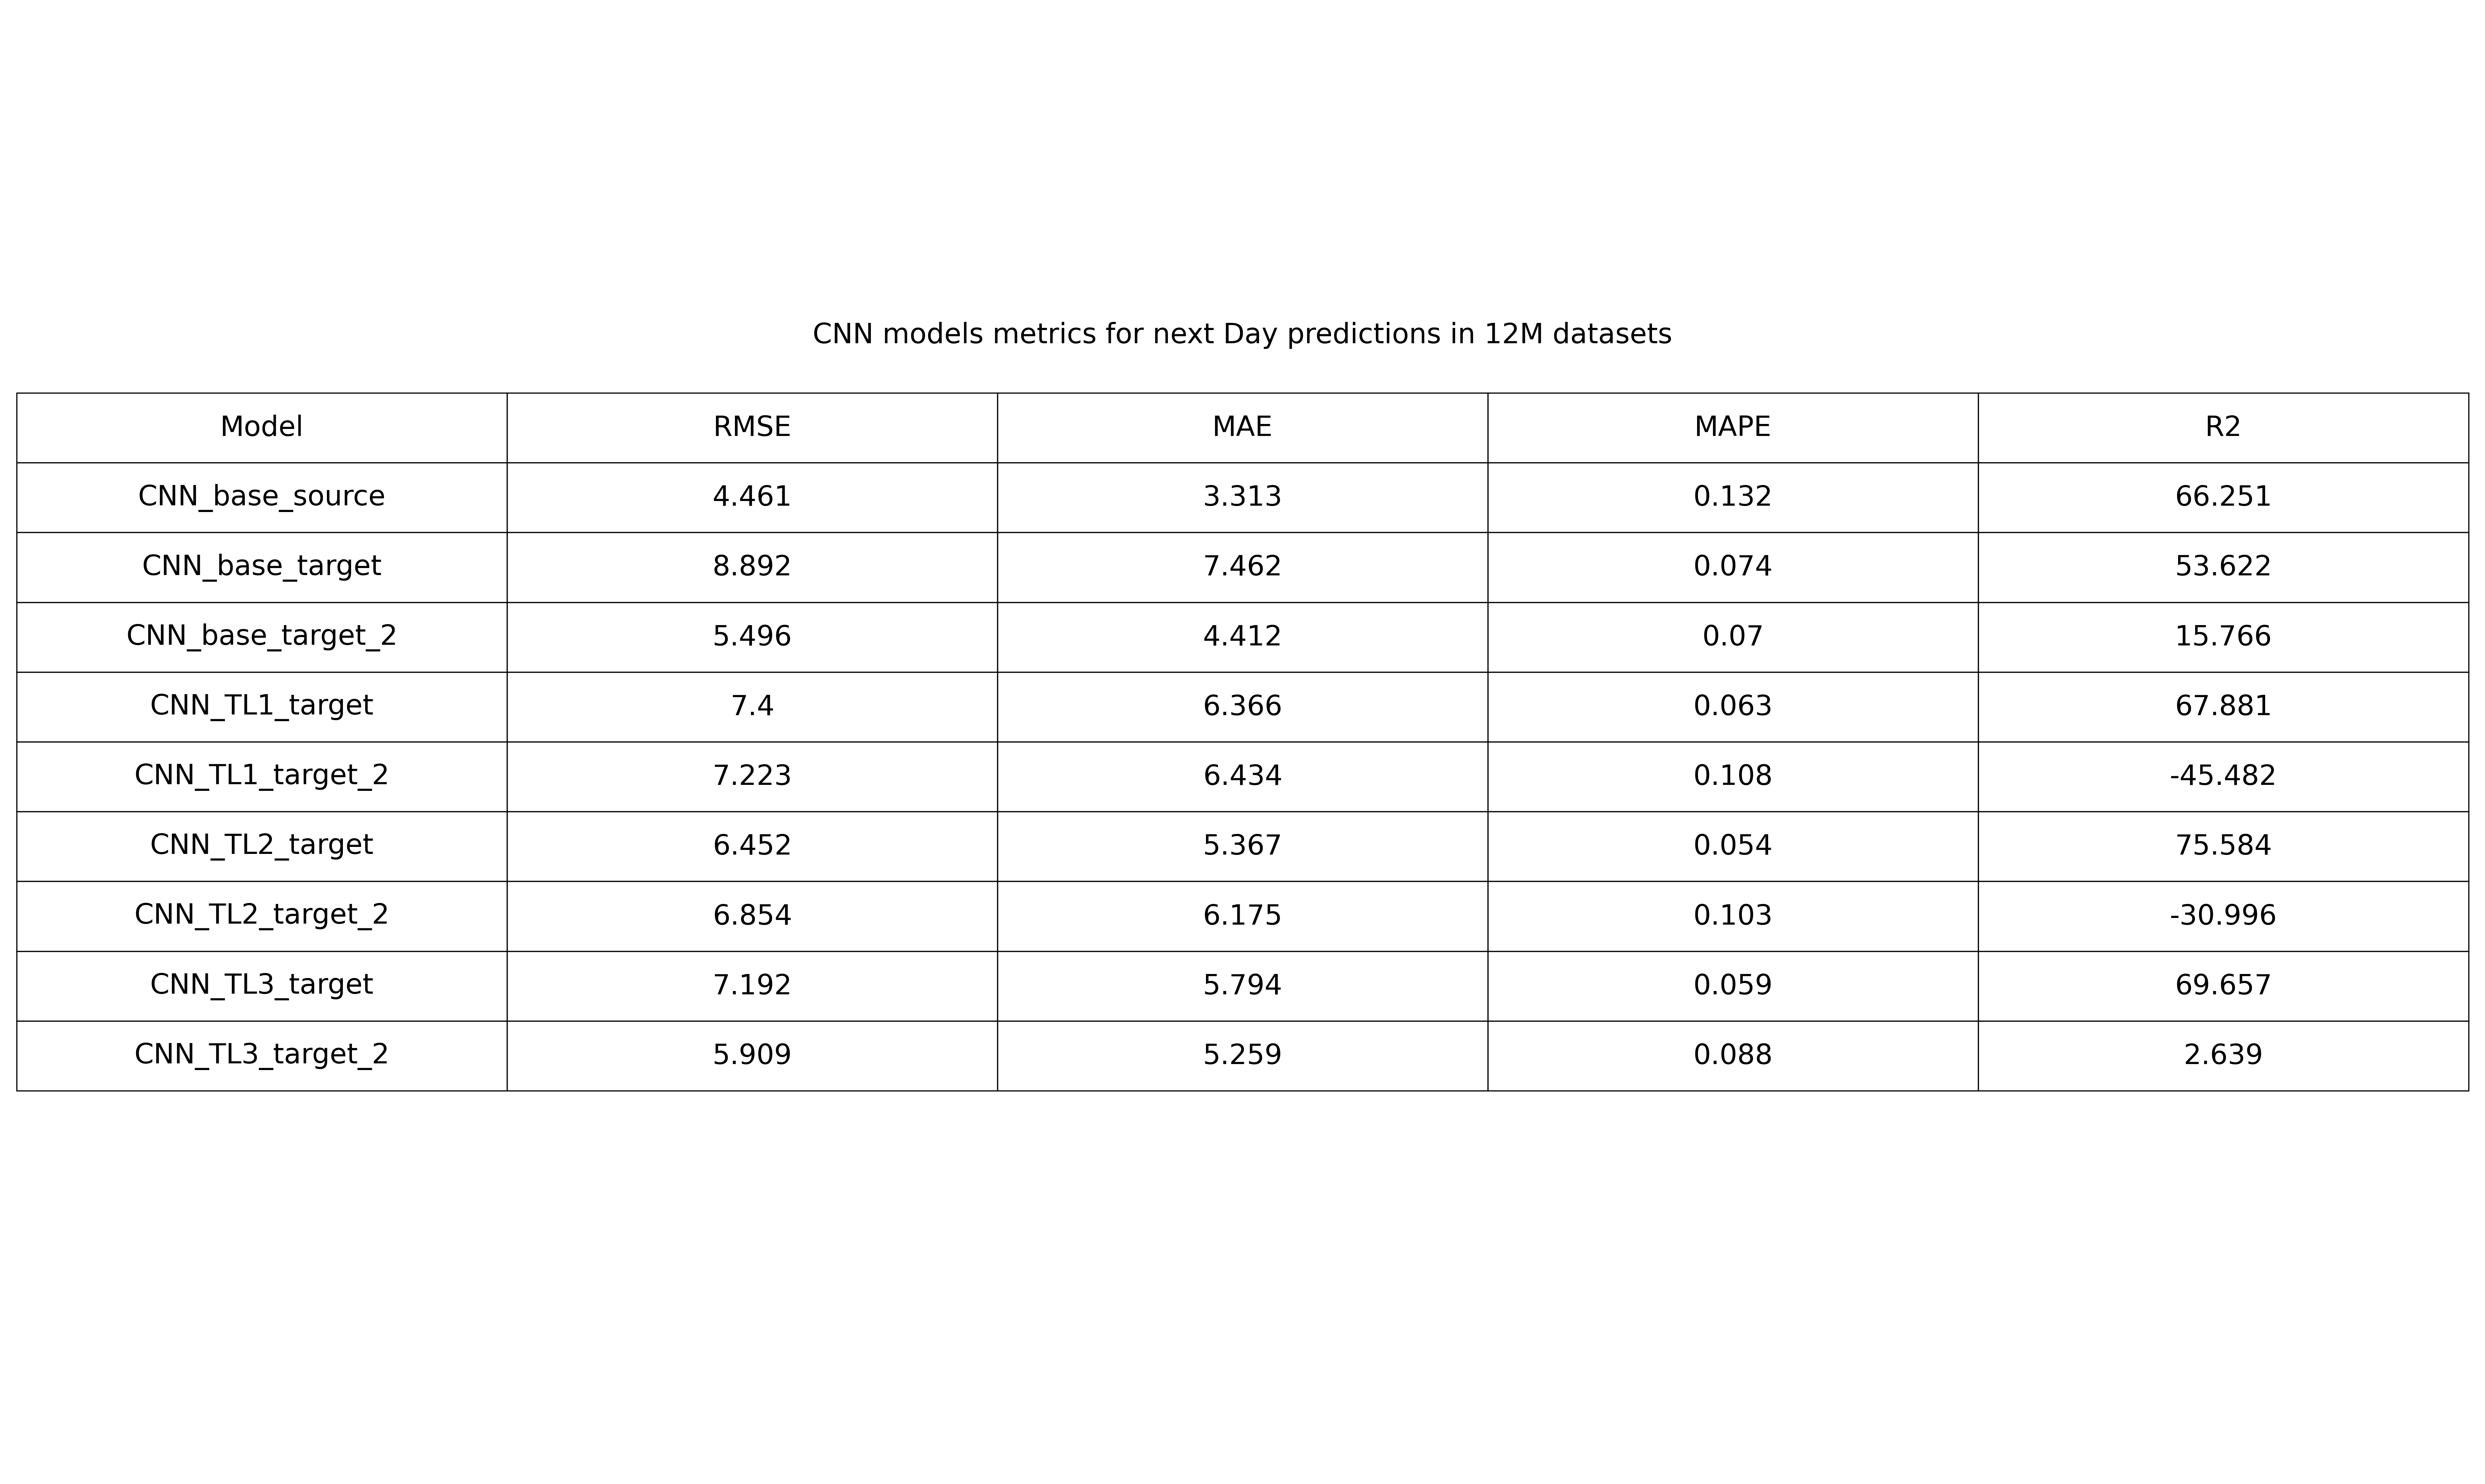 CNN models metrics for next Day predictions in 12M datasets
Model RMSE MAE MAPE R2
CNN_base_source 4.461 3.313 0.132 66.251
CNN_base_target 8.892 7.462 0.074 53.622
CNN_base_target_2 5.496 4.412 0.07 15.766
CNN_TL1_target 7.4 6.366 0.063 67.881
CNN_TL1_target_2 7.223 6.434 0.108 -45.482
CNN_TL2_target 6.452 5.367 0.054 75.584
CNN_TL2_target_2 6.854 6.175 0.103 -30.996
CNN_TL3_target 7.192 5.794 0.059 69.657
CNN_TL3_target_2 5.909 5.259 0.088 2.639